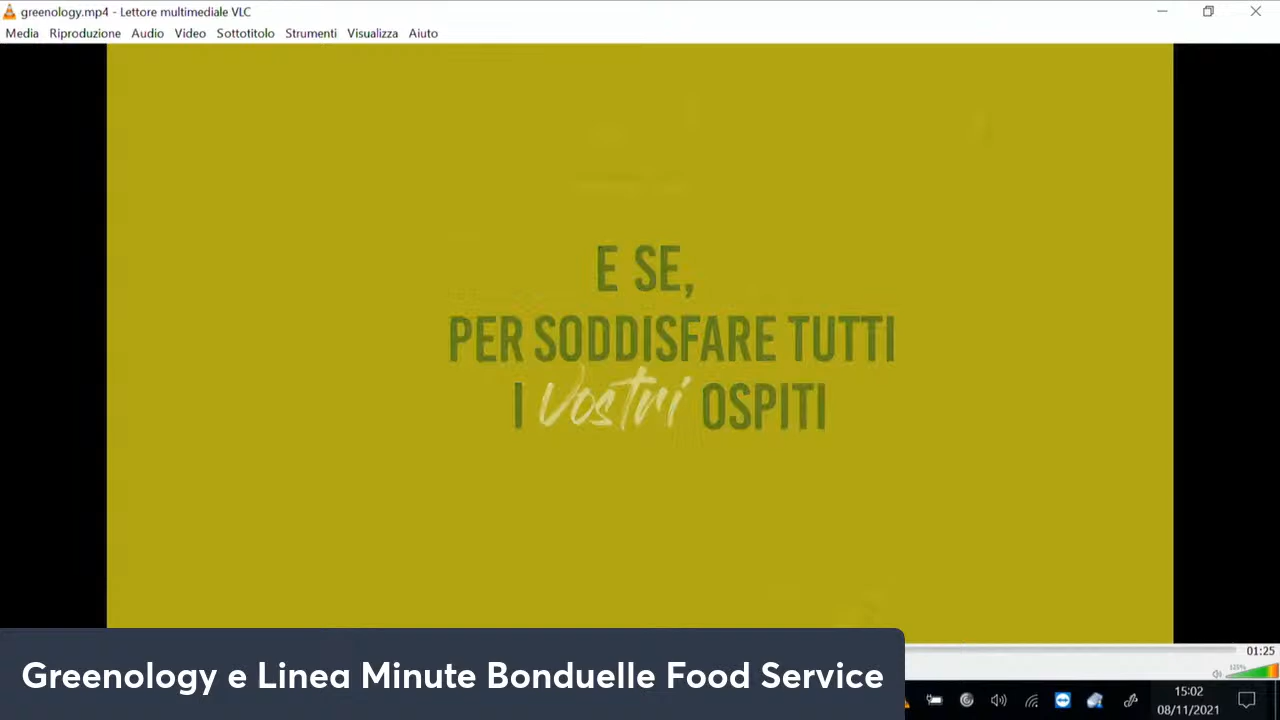 greenology.mp4 - Lettore multimediale VLC
Media Riproduzione Audio Video Sottotitolo Strumenti Visualizza Aiuto
E SE,
PER SODDISFARE TUTTI
I Vostri OSPITI
01:25
125%
Greenology e Linea Minute Bonduelle Food Service
15:02
08/11/2021